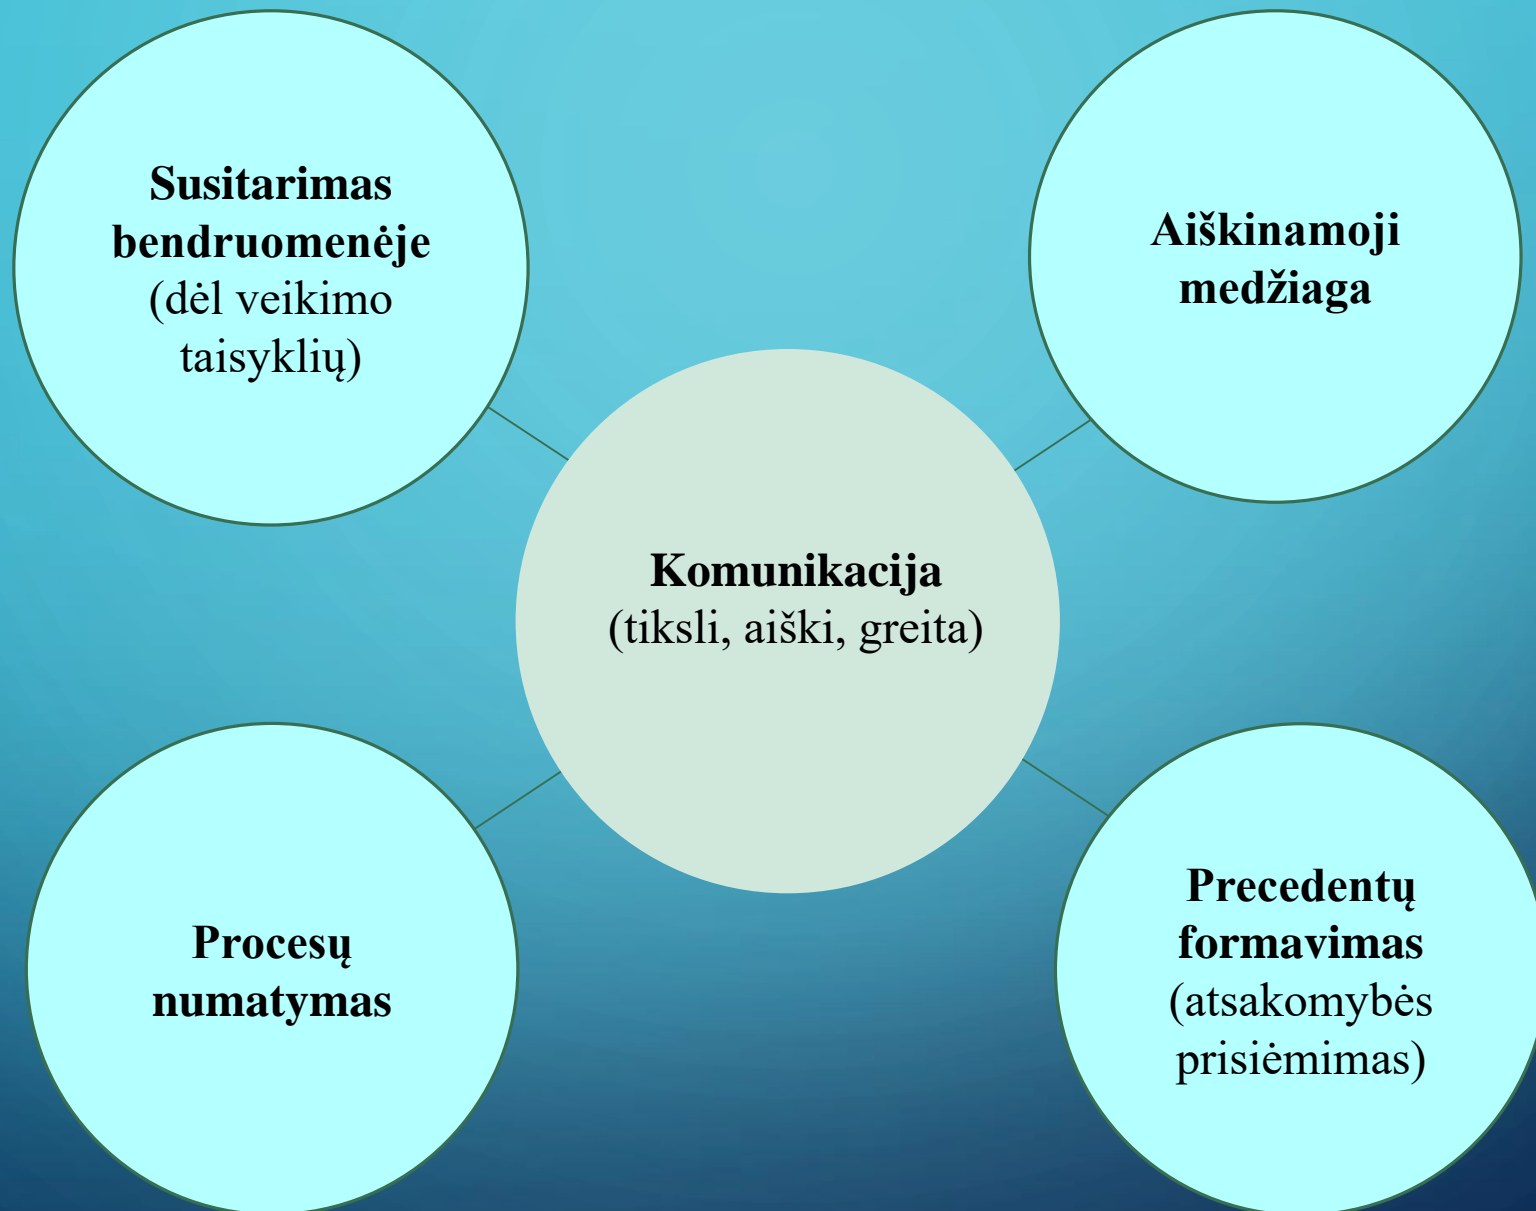 Susitarimas
bendruomenėje
(dėl veikimo
taisyklių)
Aiškinamoji
medžiaga
Komunikacija
(tiksli, aiški, greita)
Procesų
numatymas
Precedentų
formavimas
(atsakomybės
prisiėmimas)